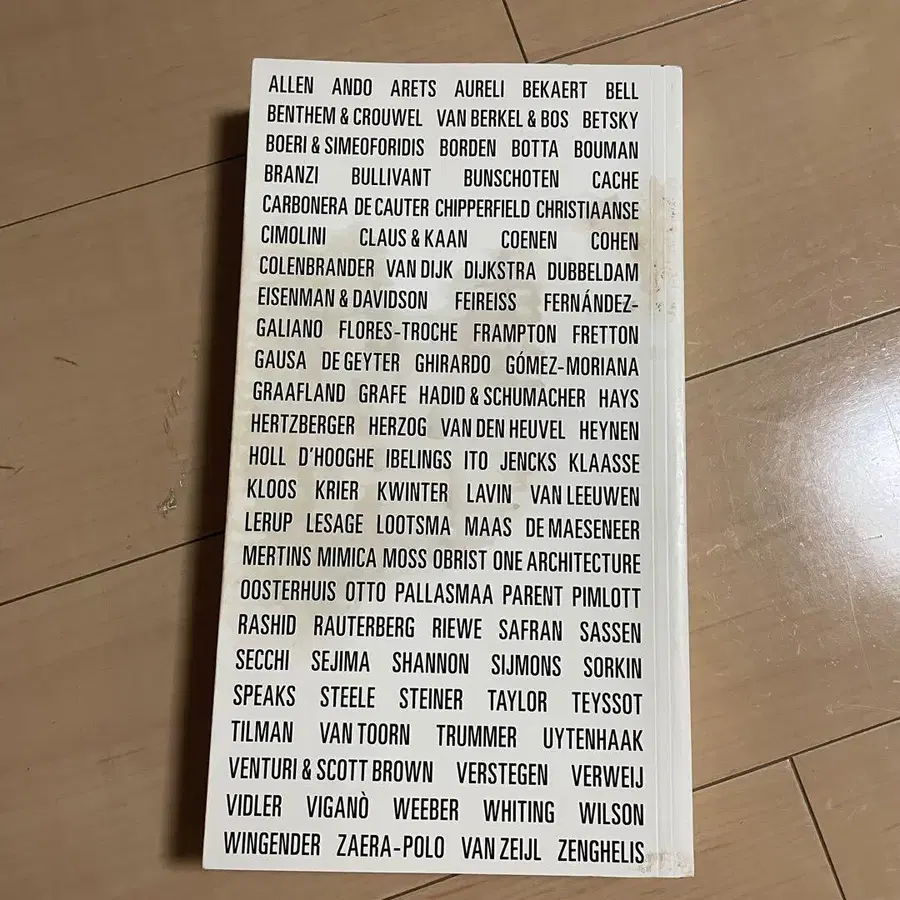 ALLEN ANDO ARETS AURELI BEKAERT BELL
BENTHEM & CROUWEL VAN BERKEL & BOS BETSKY
BOERI & SIMEOFORIDIS BORDEN BOTTA BOUMAN
BRANZI BULLIVANT BUNSCHOTEN CACHE
CARBONERA DE CAUTER CHIPPERFIELD CHRISTIAANSE
CIMOLINI CLAUS & KAAN COENEN COHEN
COLENBRANDER VAN DIJK DIJKSTRA DUBBELDAM
EISENMAN & DAVIDSON FEIREISS FERNÁNDEZ-
GALIANO FLORES-TROCHE FRAMPTON FRETTON
GAUSA DE GEYTER GHIRARDO GÓMEZ-MORIANA
GRAAFLAND GRAFE HADID & SCHUMACHER HAYS
HERTZBERGER HERZOG VAN DEN HEUVEL HEYNEN
HOLL D'HOOGHE IBELINGS ITO JENCKS KLAASSE
KLOOS KRIER KWINTER LAVIN VAN LEEUWEN
LERUP LESAGE LOOTSMA MAAS DE MAESENEER
MERTINS MIMICA MOSS OBRIST ONE ARCHITECTURE
OOSTERHUIS OTTO PALLASMAA PARENT PIMLOTT
RASHID RAUTERBERG RIEWE SAFRAN SASSEN
SECCHI SEJIMA SHANNON SIJMONS SORKIN
SPEAKS STEELE STEINER TAYLOR TEYSSOT
TILMAN VAN TOORN TRUMMER UYTENHAAK
VENTURI & SCOTT BROWN VERSTEGEN VERWEIJ
VIDLER VIGANÒ WEEBER WHITING WILSON
WINGENDER ZAERA-POLO VAN ZEIJL ZENGHELIS